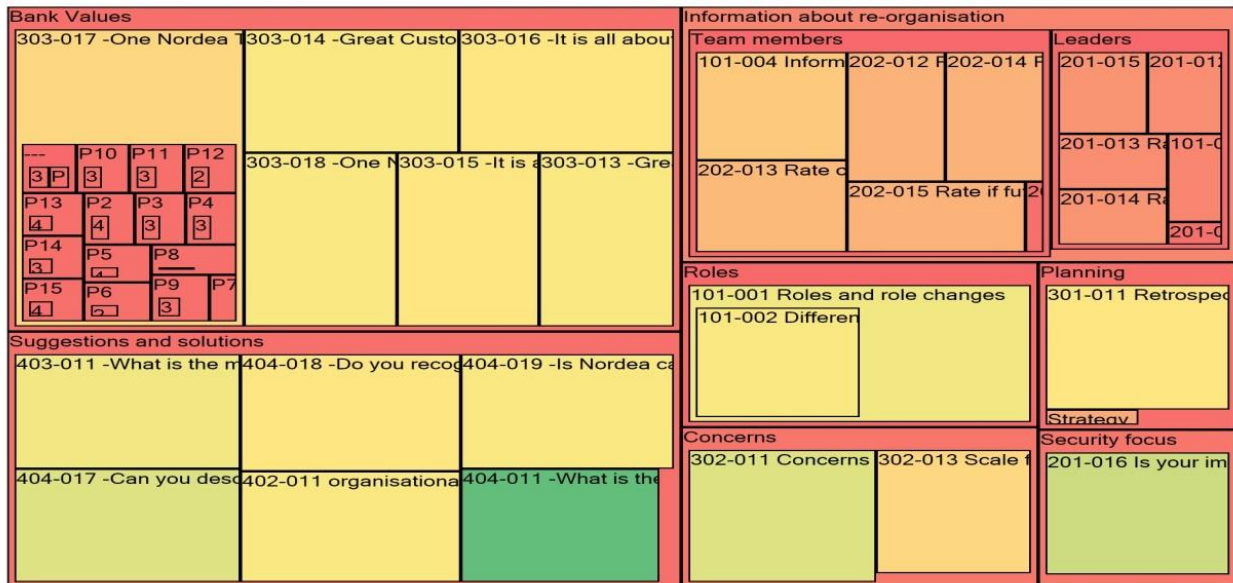 Bank Values
303-017 -One Nordea
303-014 -Great Custo
303-016 -It is all abou
---
3
P
P10
3
P11
3
P12
2
P13
4
P2
4
P3
3
P4
3
P14
3
P5
P8
P15
4
P6
P9
3
P7
303-018 -One N
303-015 -It is a
303-013 -Gre
Suggestions and solutions
403-011 -What is the m
404-018 -Do you recog
404-019 -Is Nordea ca
404-017 -Can you desc
402-011 organisationa
404-011 -What is the
Information about re-organisation
Team members
101-004 Inform
202-012 F
202-014 F
202-013 Rate c
202-015 Rate if fu
20
Leaders
201-015
201-012
201-013 Ra
101-0
201-014 Ra
201-0
Roles
101-001 Roles and role changes
101-002 Differen
Planning
301-011 Retrospec
Strategy
Concerns
302-011 Concerns
302-013 Scale f
Security focus
201-016 Is your im